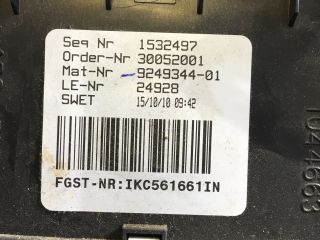 Seq Nr 1532497
Order-Nr 30052001
Mat-Nr 9249344-01
LE-Nr 24928
SWET 15/10/10 09:42
FGST-NR:IKC561661IN